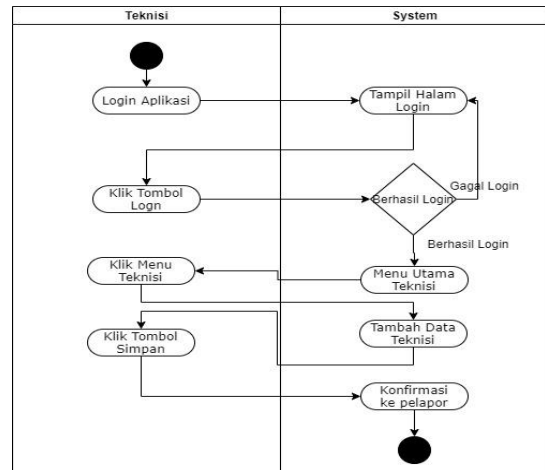 Teknisi
System
Login Aplikasi
Tampil Halam
Login
Klik Tombol
Logn
Berhasil Login
Gagal Login
Berhasil Login
Klik Menu
Teknisi
Menu Utama
Teknisi
Tambah Data
Teknisi
Klik Tombol
Simpan
Konfirmasi
ke pelapor